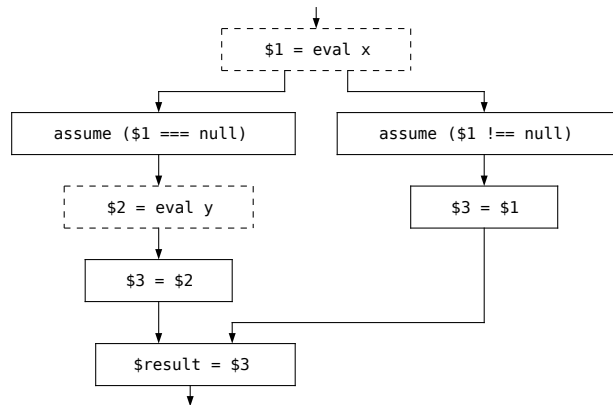 $1 = eval x
assume ($1 === null)
assume ($1 !== null)
$2 = eval y
$3 = $1
$3 = $2
$result = $3